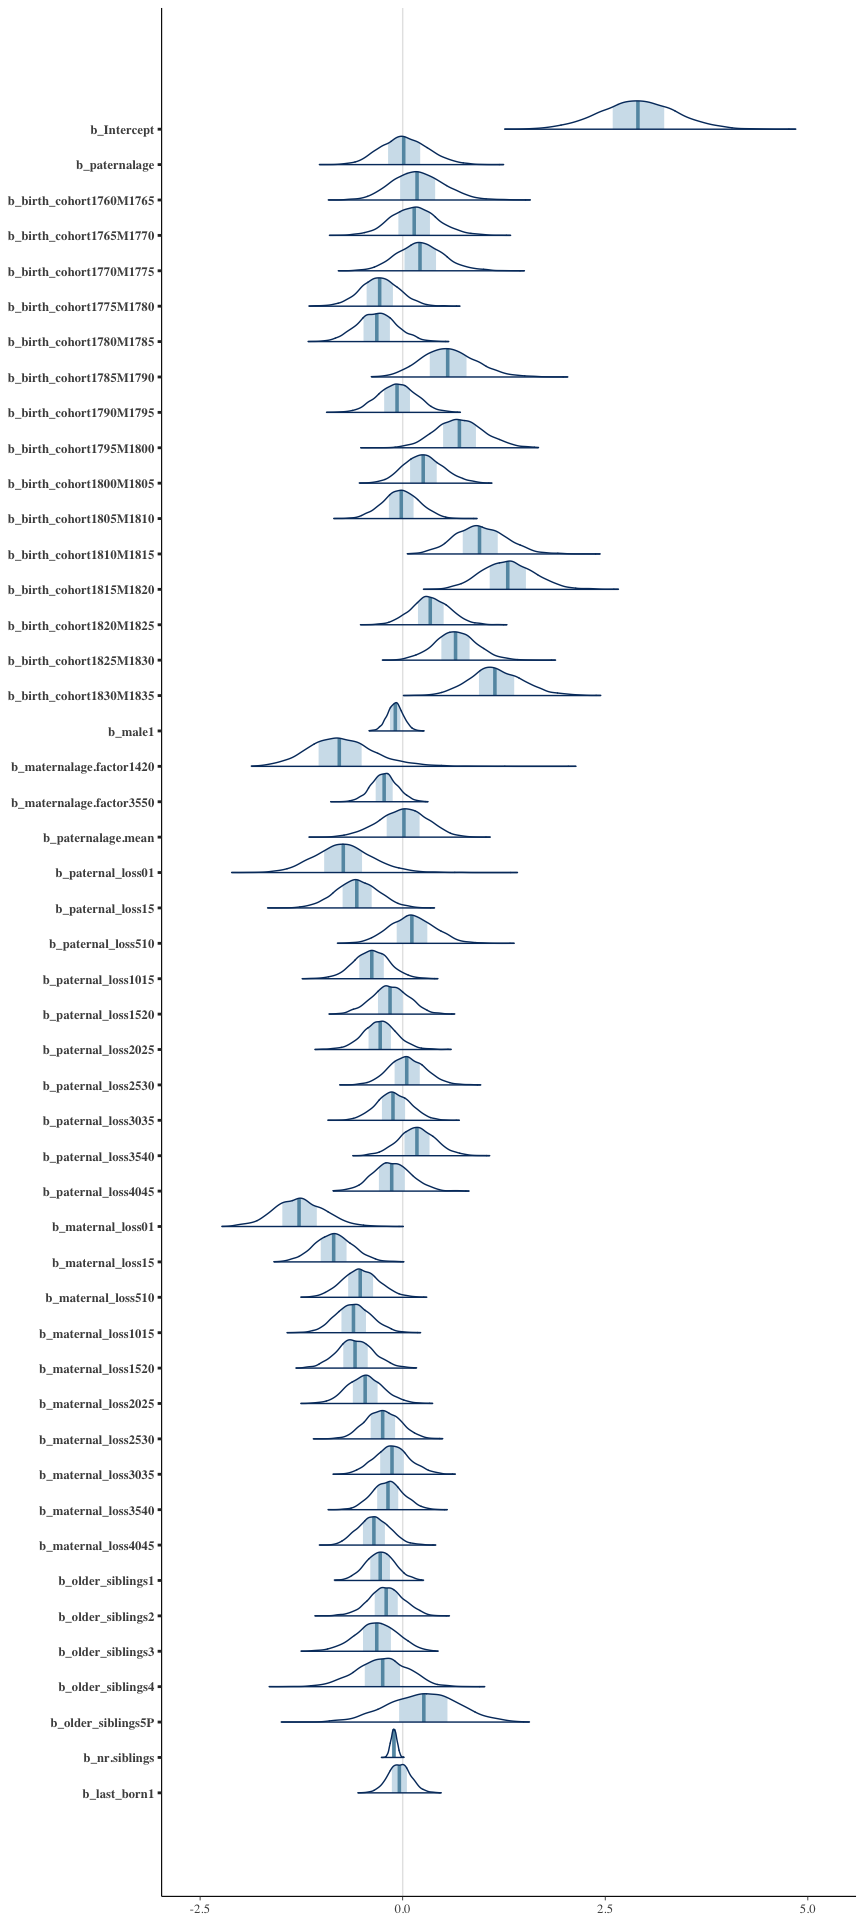 b_Intercept
b_paternalage
b_birth_cohort1760M1765
b_birth_cohort1765M1770
b_birth_cohort1770M1775
b_birth_cohort1775M1780
b_birth_cohort1780M1785
b_birth_cohort1785M1790
b_birth_cohort1790M1795
b_birth_cohort1795M1800
b_birth_cohort1800M1805
b_birth_cohort1805M1810
b_birth_cohort1810M1815
b_birth_cohort1815M1820
b_birth_cohort1820M1825
b_birth_cohort1825M1830
b_birth_cohort1830M1835
b_male1
b_maternalage.factor1420
b_maternalage.factor3550
b_paternalage.mean
b_paternal_loss01
b_paternal_loss15
b_paternal_loss510
b_paternal_loss1015
b_paternal_loss1520
b_paternal_loss2025
b_paternal_loss2530
b_paternal_loss3035
b_paternal_loss3540
b_paternal_loss4045
b_maternal_loss01
b_maternal_loss15
b_maternal_loss510
b_maternal_loss1015
b_maternal_loss1520
b_maternal_loss2025
b_maternal_loss2530
b_maternal_loss3035
b_maternal_loss3540
b_maternal_loss4045
b_older_siblings1
b_older_siblings2
b_older_siblings3
b_older_siblings4
b_older_siblings5P
b_nr.siblings
b_last_born1
-2.5 0.0 2.5 5.0